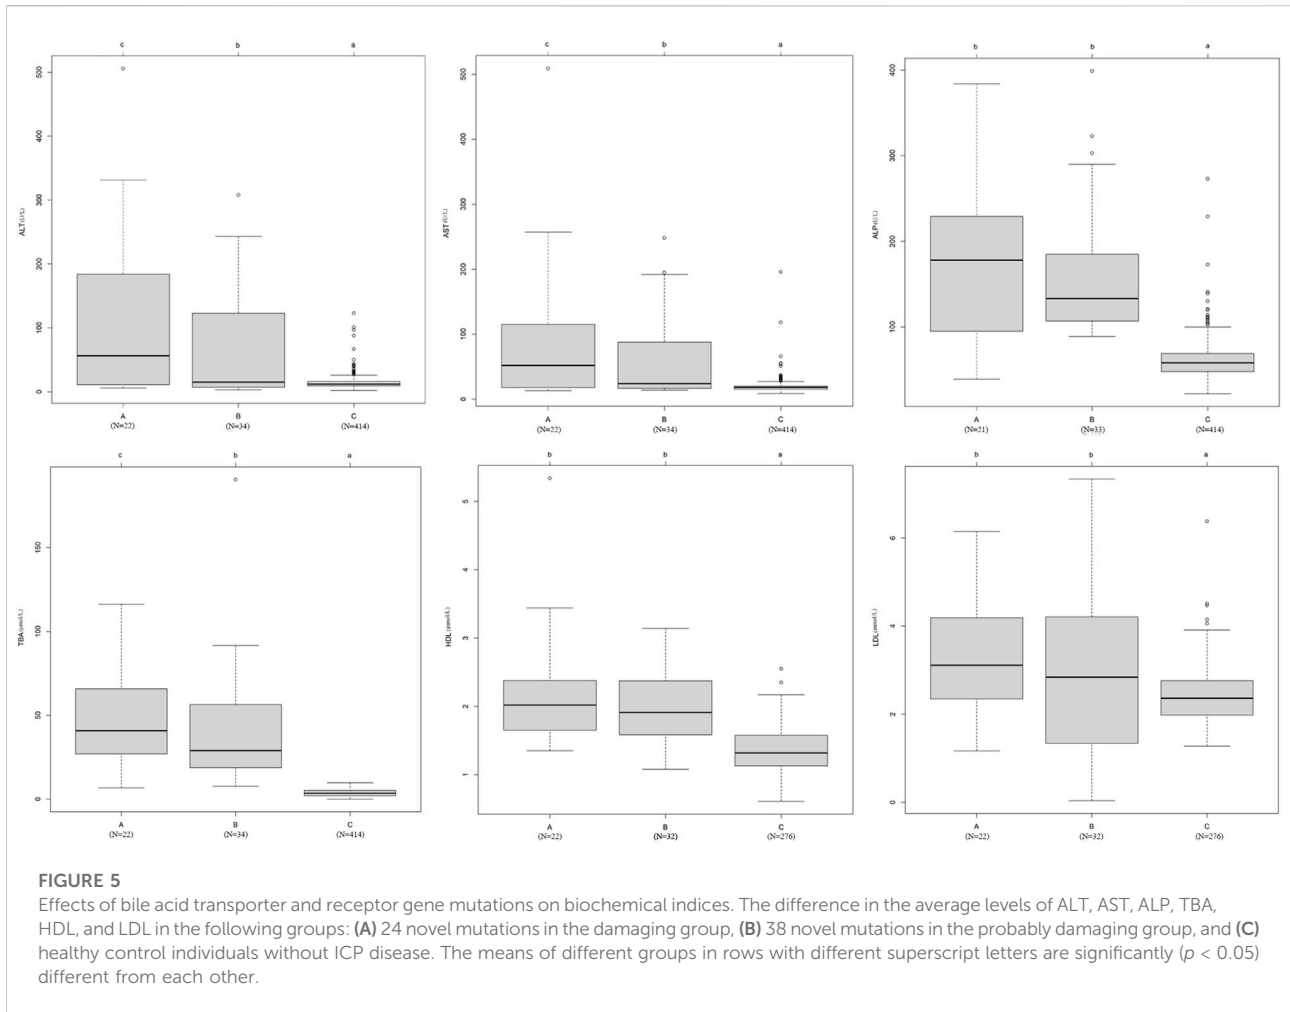 c b a
500
400
300
200
100
0
ALT(U/L)
A B C
(N=22) (N=34) (N=414)
c b a
500
400
300
200
100
0
AST(U/L)
A B C
(N=22) (N=34) (N=414)
b b a
400
300
200
100
ALP(U/L)
A B C
(N=21) (N=33) (N=414)
c b a
150
100
50
0
TBA(μmol/L)
A B C
(N=22) (N=34) (N=414)
b b a
5
4
3
2
1
HDL(mmol/L)
A B C
(N=22) (N=32) (N=276)
b b a
6
4
2
0
LDL(mmol/L)
A B C
(N=22) (N=32) (N=276)
FIGURE 5
Effects of bile acid transporter and receptor gene mutations on biochemical indices. The difference in the average levels of ALT, AST, ALP, TBA,
HDL, and LDL in the following groups: (A) 24 novel mutations in the damaging group, (B) 38 novel mutations in the probably damaging group, and (C)
healthy control individuals without ICP disease. The means of different groups in rows with different superscript letters are significantly (p < 0.05)
different from each other.